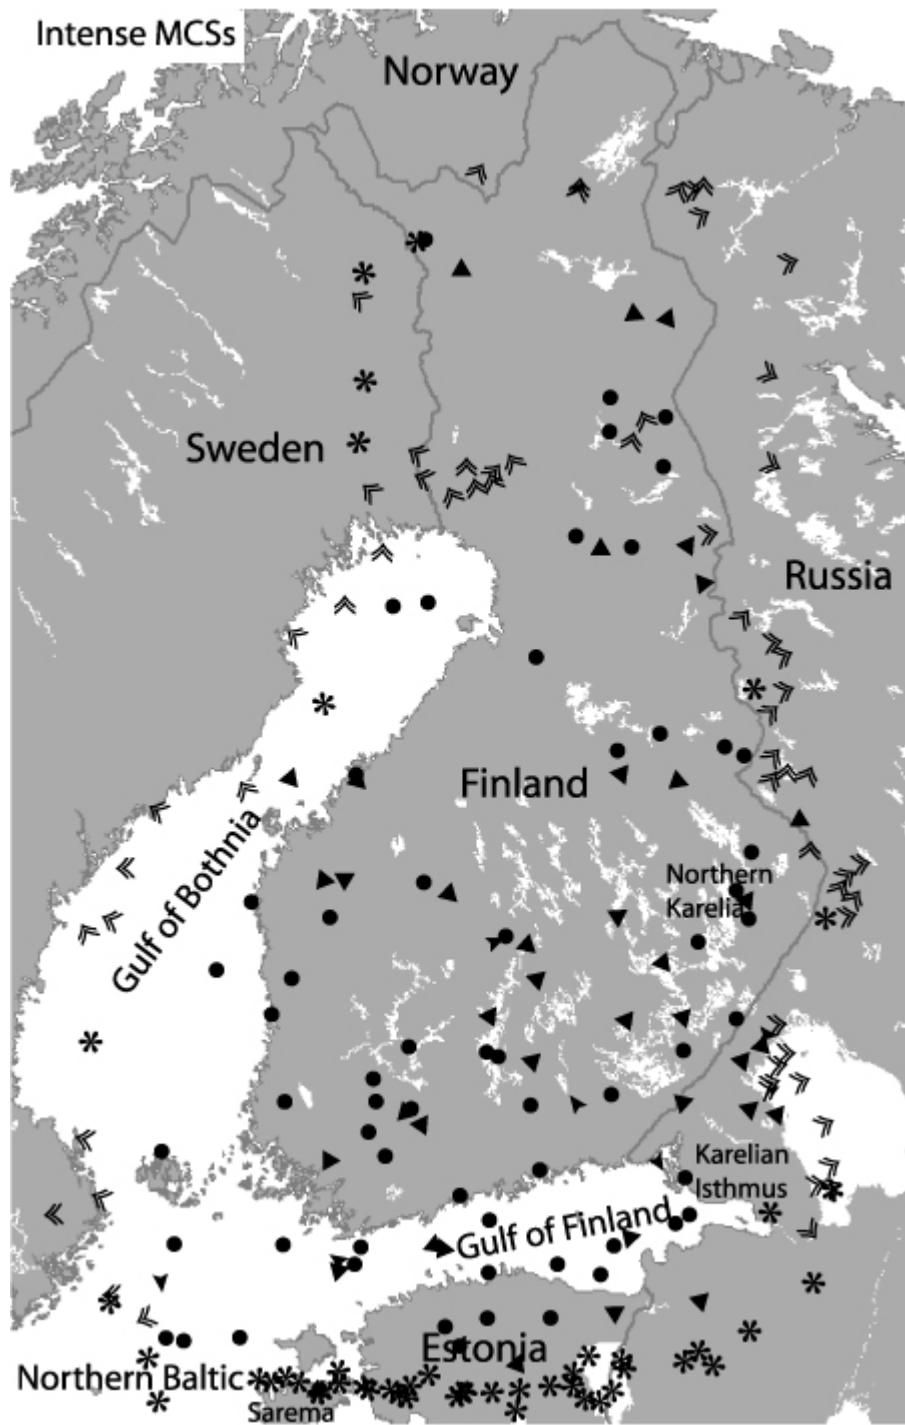 Intense MCSs
Norway
Sweden
Russia
Finland
Gulf of Bothnia
Northern
Karelia
Karelian
Isthmus
Gulf of Finland
Estonia
Northern Baltic
Sarema